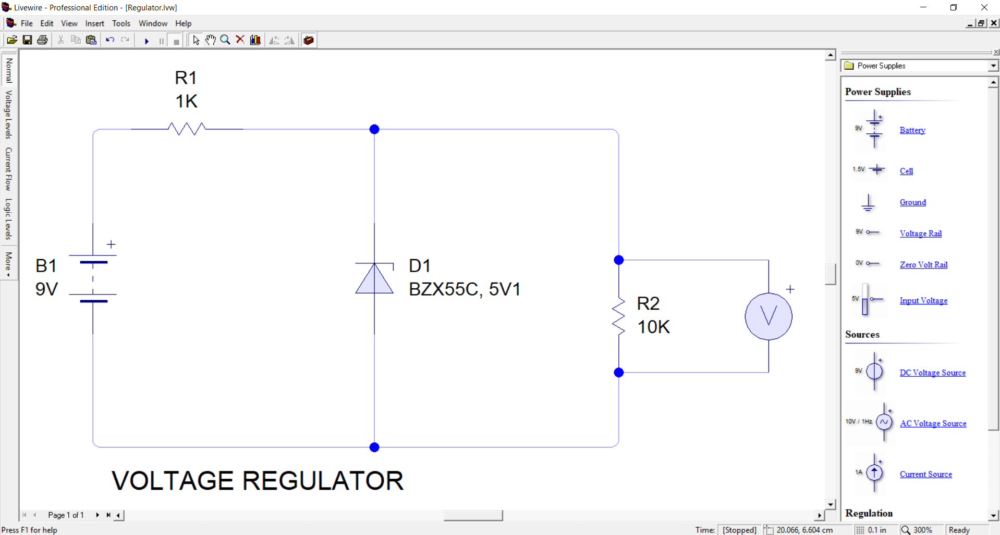 Livewire - Professional Edition - [Regulator.lvw]
File Edit View Insert Tools Window Help
Normal
Voltage Levels
Current Flow
Logic Levels
More
R1
1K
B1
9V
+
D1
BZX55C, 5V1
R2
10K
+
V
VOLTAGE REGULATOR
Page 1 of 1
Power Supplies
Power Supplies
9V + Battery
1.5V Cell
Ground
9V Voltage Rail
0V Zero Volt Rail
5V Input Voltage
Sources
9V + DC Voltage Source
10V / 1Hz + AC Voltage Source
1A + Current Source
Regulation
Press F1 for help
Time: [Stopped] 20.066, 6.604 cm 0.1 in 300% Ready